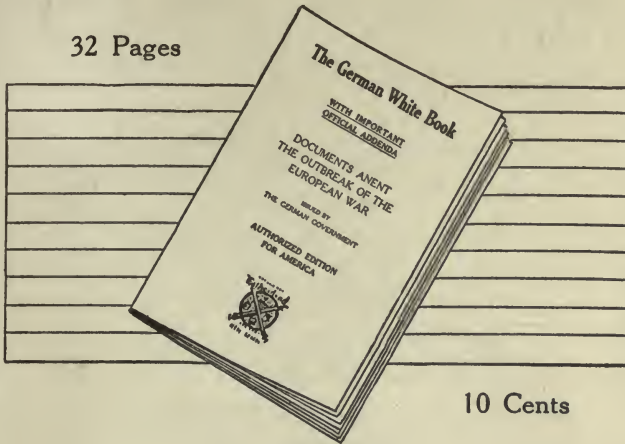 32 Pages
The German White Book
WITH IMPORTANT
OFFICIAL ADDENDA
DOCUMENTS ANENT
THE OUTBREAK OF THE
EUROPEAN WAR
ISSUED BY
THE GERMAN GOVERNMENT
AUTHORIZED EDITION
FOR AMERICA
10 Cents